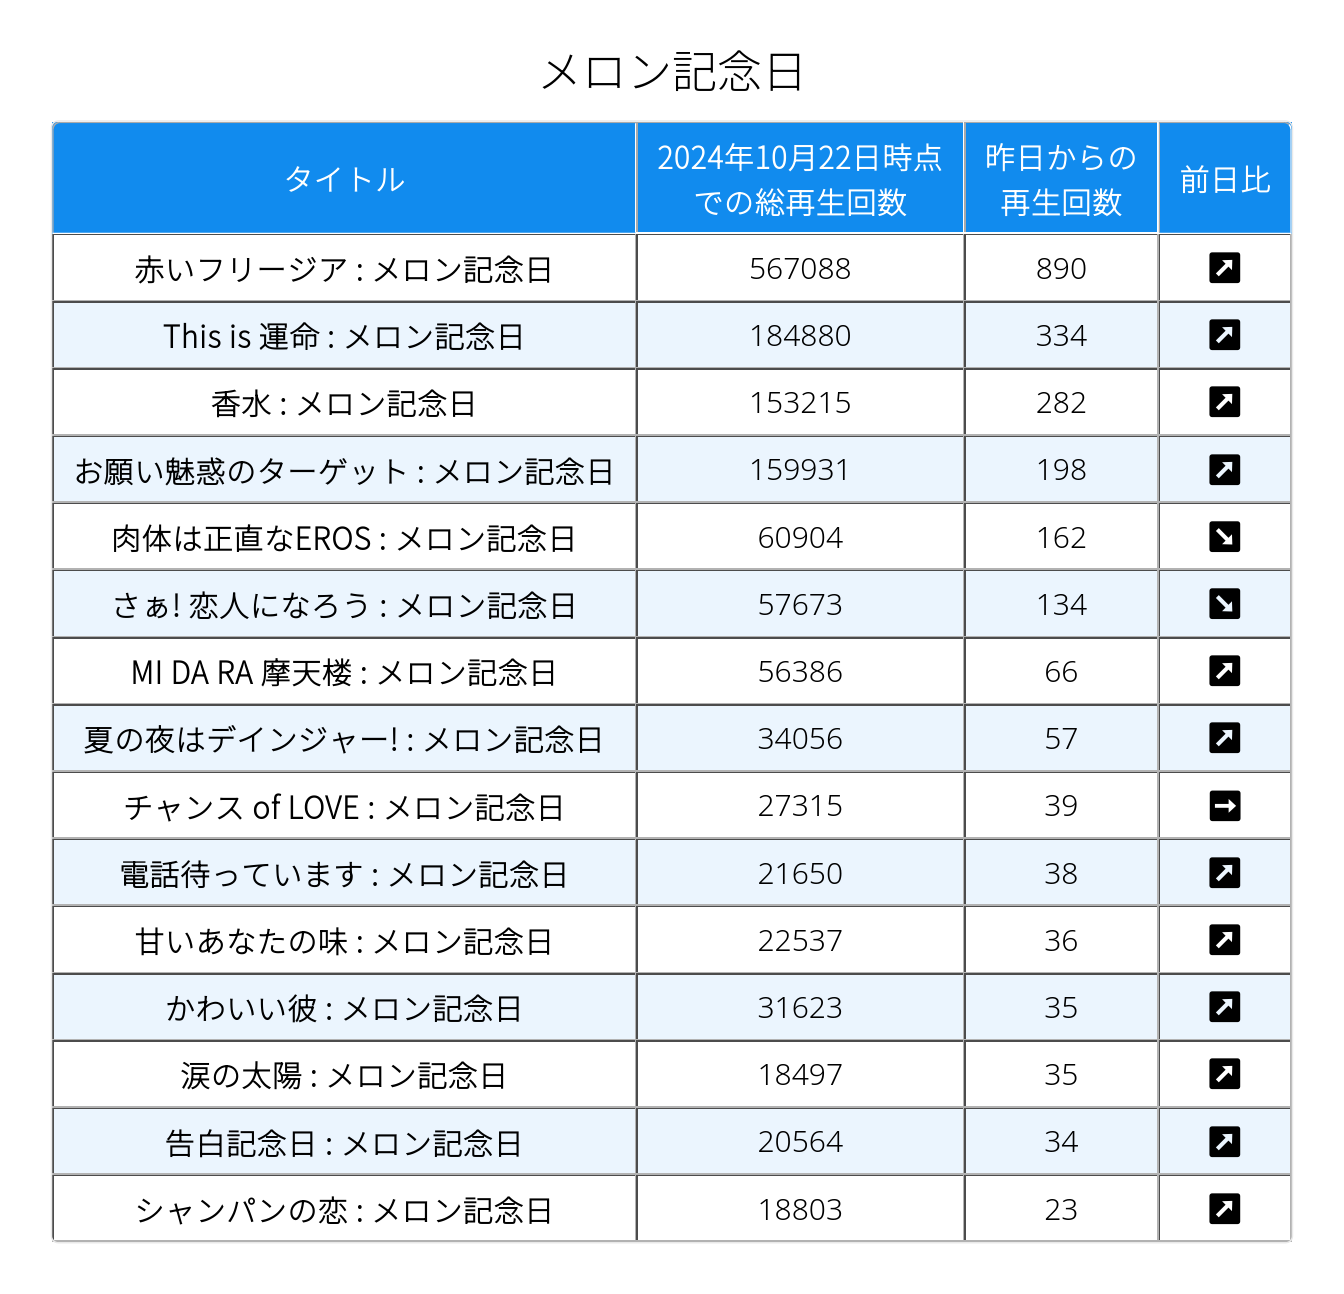 メロン記念日
タイトル
2024年10月22日時点
での総再生回数
昨日からの
再生回数
前日比
赤いフリージア : メロン記念日 567088 890 ↗
This is 運命 : メロン記念日 184880 334 ↗
香水 : メロン記念日 153215 282 ↗
お願い魅惑のターゲット : メロン記念日 159931 198 ↗
肉体は正直なEROS : メロン記念日 60904 162 ↘
さぁ! 恋人になろう : メロン記念日 57673 134 ↘
MI DA RA 摩天楼 : メロン記念日 56386 66 ↗
夏の夜はデインジャー! : メロン記念日 34056 57 ↗
チャンス of LOVE : メロン記念日 27315 39 →
電話待っています : メロン記念日 21650 38 ↗
甘いあなたの味 : メロン記念日 22537 36 ↗
かわいい彼 : メロン記念日 31623 35 ↗
涙の太陽 : メロン記念日 18497 35 ↗
告白記念日 : メロン記念日 20564 34 ↗
シャンパンの恋 : メロン記念日 18803 23 ↗